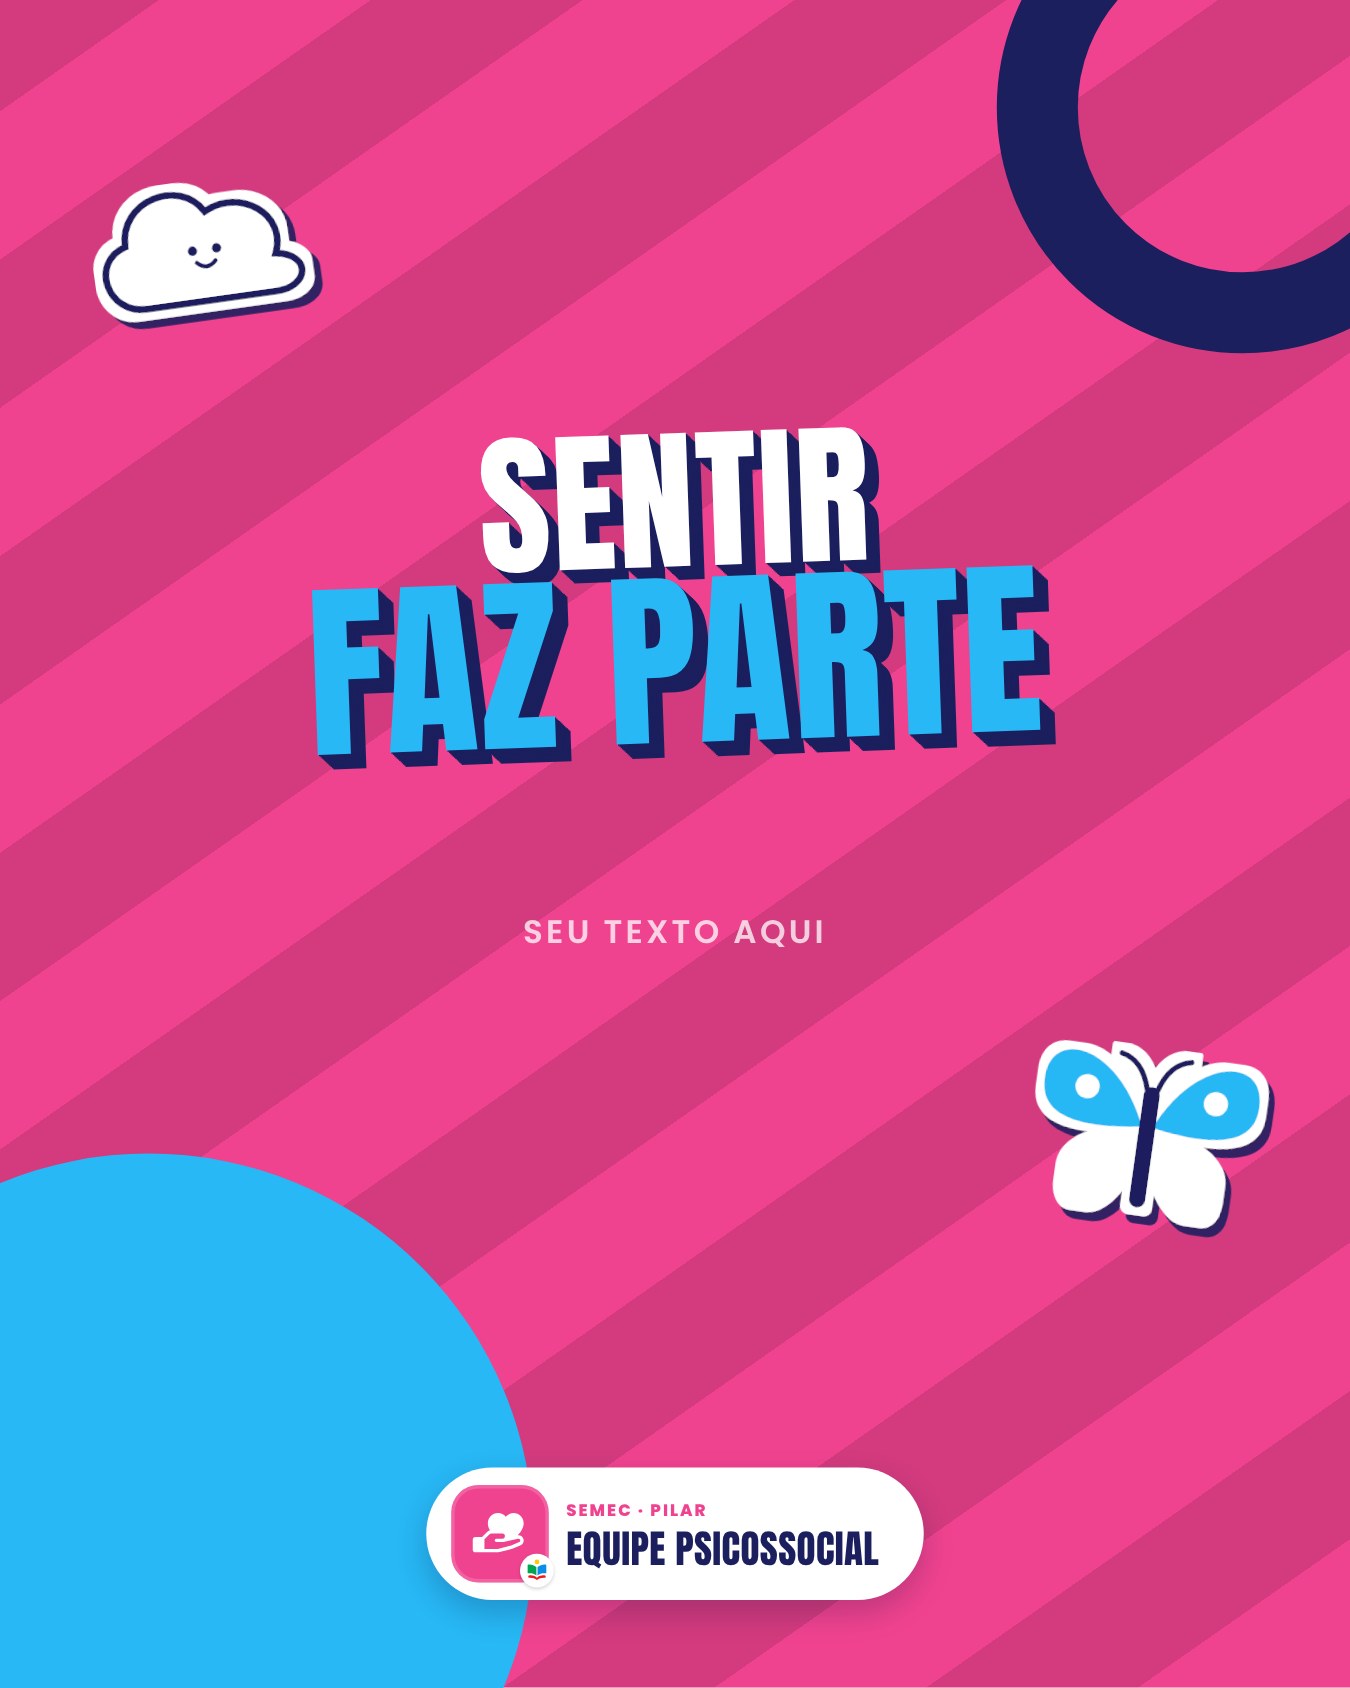 SENTIR
FAZ PARTE
SEU TEXTO AQUI
SEMEC · PILAR
EQUIPE PSICOSSOCIAL